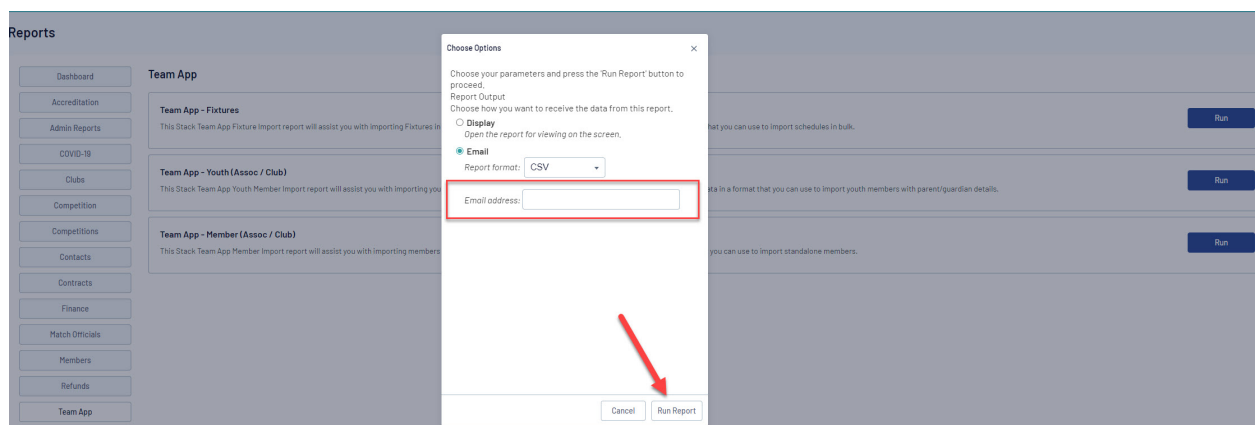 Reports
Dashboard
Accreditation
Admin Reports
COVID-19
Clubs
Competition
Competitions
Contacts
Contracts
Finance
Match Officials
Members
Refunds
Team App
Team App
Team App - Fixtures
This Stack Team App Fixture Import report will assist you with importing Fixtures in
hat you can use to import schedules in bulk.
Run
Team App - Youth (Assoc / Club)
This Stack Team App Youth Member Import report will assist you with importing you
ata in a format that you can use to import youth members with parent/guardian details.
Run
Team App - Member (Assoc / Club)
This Stack Team App Member Import report will assist you with importing members
you can use to import standalone members.
Run
Choose Options
Choose your parameters and press the 'Run Report' button to
proceed.
Report Output
Choose how you want to receive the data from this report.
Display
Open the report for viewing on the screen.
Email
Report format: CSV
Email address:
Cancel
Run Report